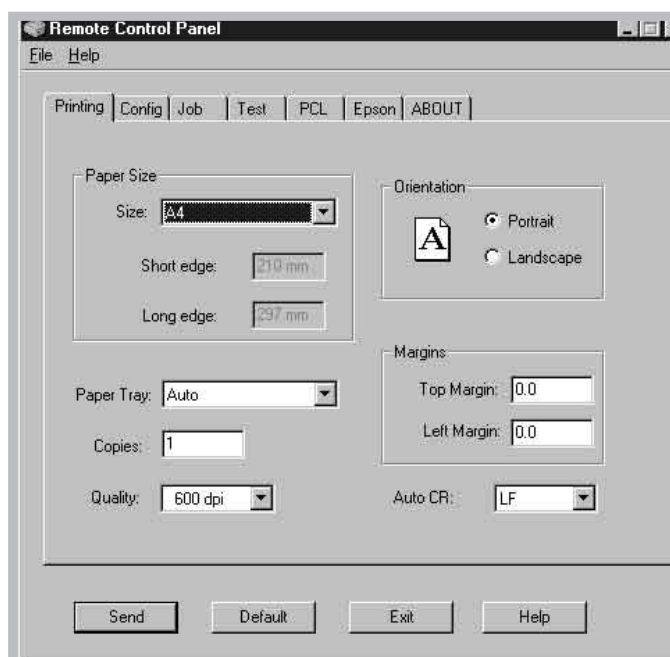 Remote Control Panel
File Help
Printing Config Job Test PCL Epson ABOUT
Paper Size
Size: A4
Short edge: 210 mm
Long edge: 297 mm
Orientation
A
Portrait
Landscape
Margins
Top Margin: 0.0
Left Margin: 0.0
Paper Tray: Auto
Copies: 1
Quality: 600 dpi
Auto CR: LF
Send Default Exit Help